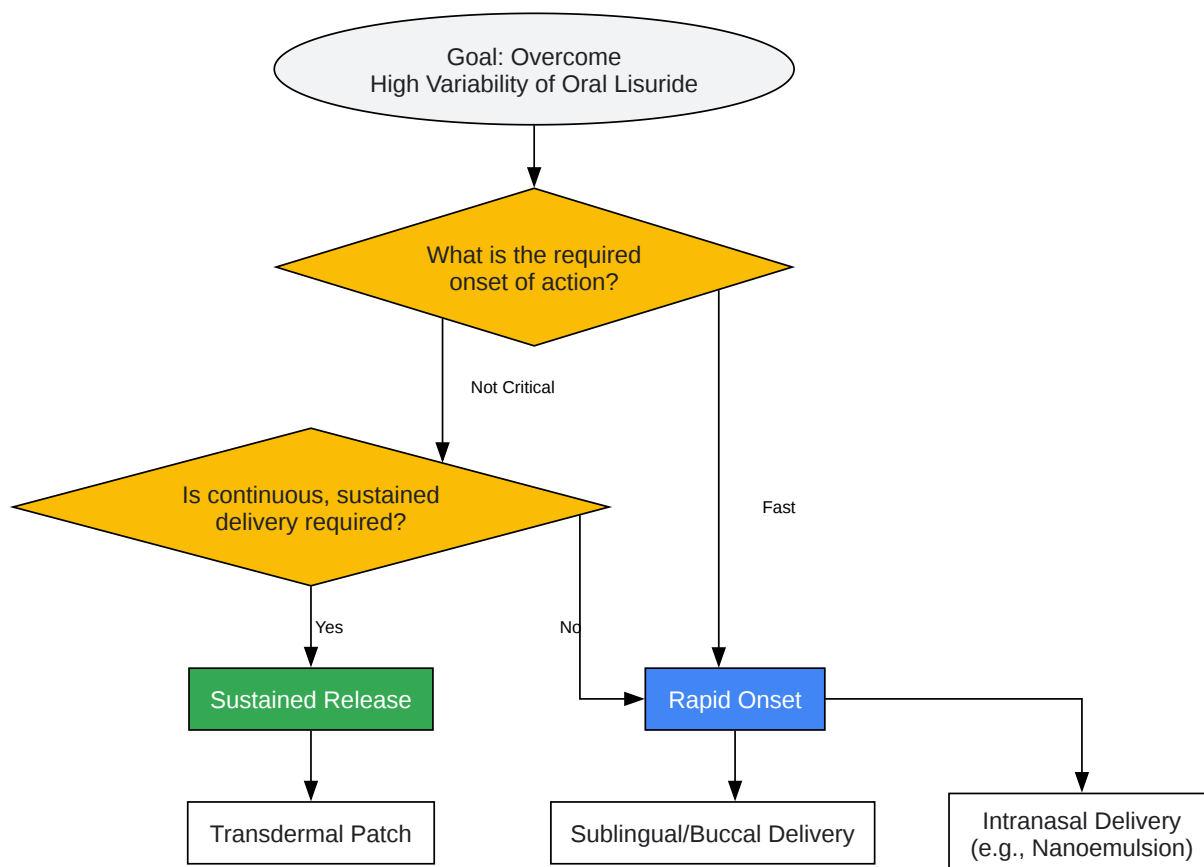 Goal: Overcome
High Variability of Oral Lisuride
What is the required
onset of action?
Not Critical
Is continuous, sustained
delivery required?
Fast
Yes
No
Sustained Release
Rapid Onset
Transdermal Patch
Sublingual/Buccal Delivery
Intranasal Delivery
(e.g., Nanoemulsion)